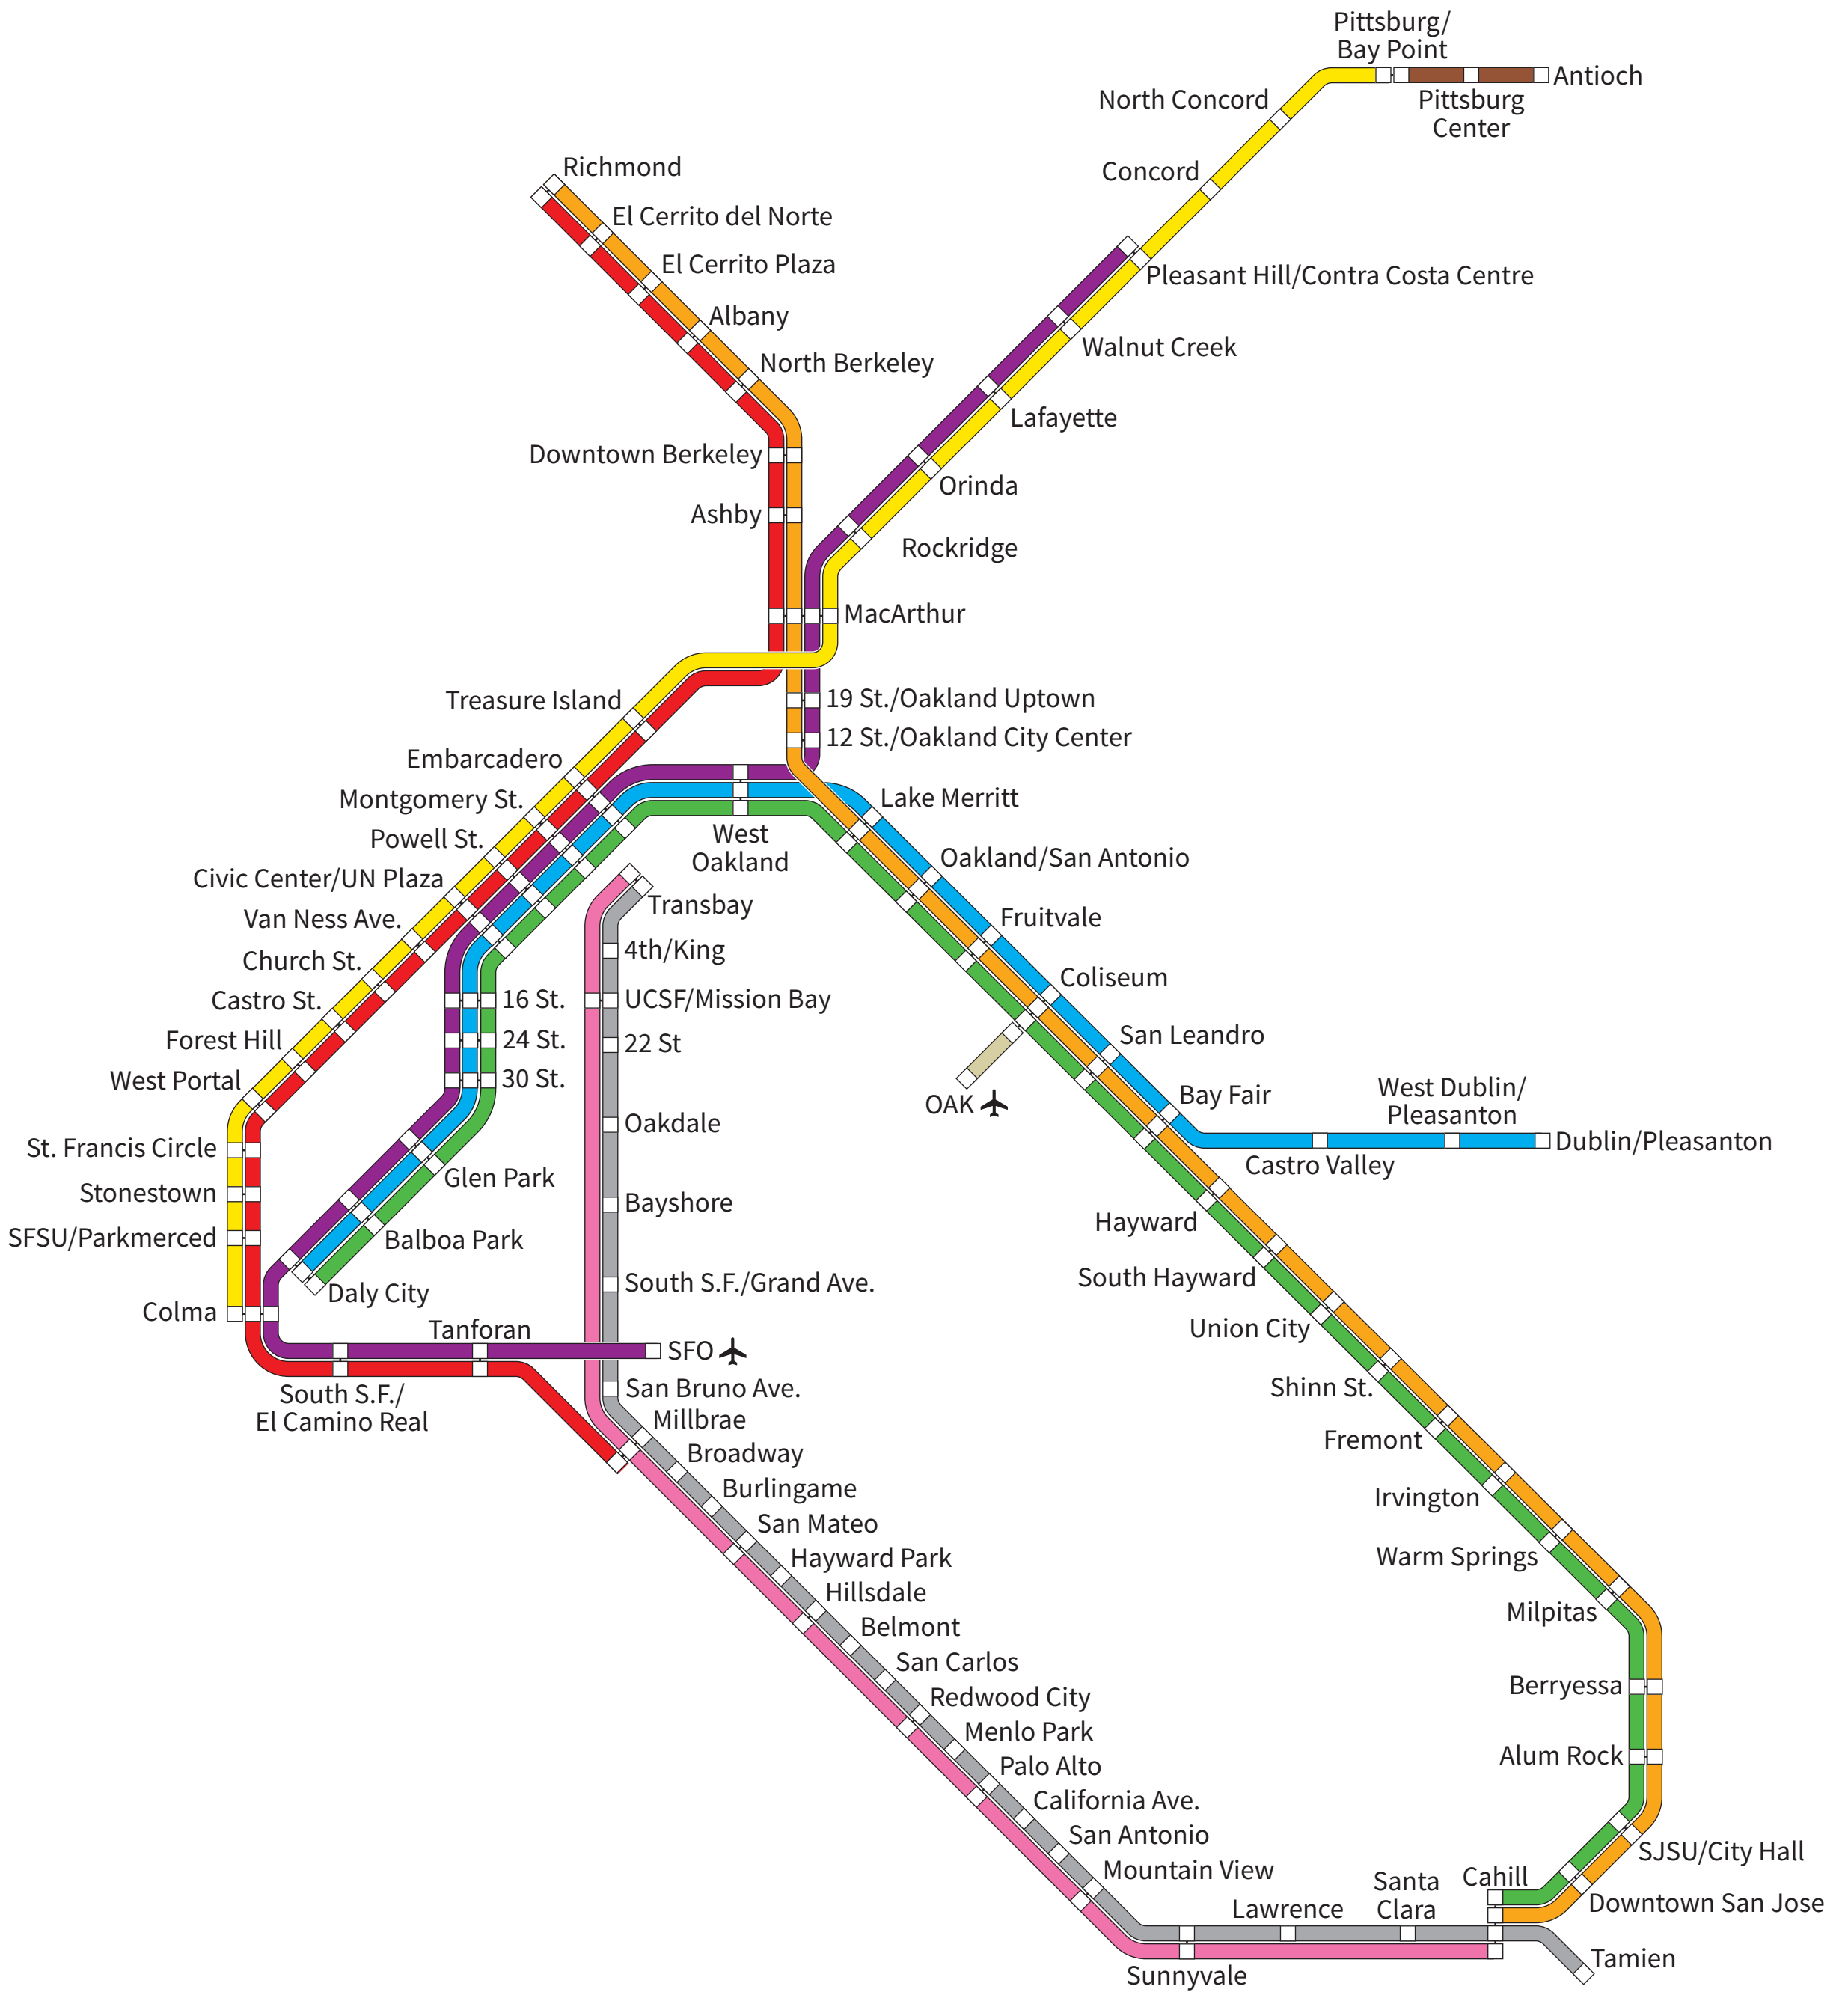 Pittsburg/
Bay Point
Antioch
North Concord
Pittsburg
Center
Richmond
Concord
El Cerrito del Norte
El Cerrito Plaza
Pleasant Hill/Contra Costa Centre
Albany
Walnut Creek
North Berkeley
Lafayette
Downtown Berkeley
Orinda
Ashby
Rockridge
MacArthur
Treasure Island
19 St./Oakland Uptown
12 St./Oakland City Center
Embarcadero
Montgomery St.
Lake Merritt
Powell St.
West
Oakland
Oakland/San Antonio
Civic Center/UN Plaza
Transbay
Van Ness Ave.
Fruitvale
4th/King
Church St.
Coliseum
Castro St.
16 St.
UCSF/Mission Bay
San Leandro
Forest Hill
24 St.
22 St
West Portal
30 St.
OAK
Bay Fair
West Dublin/
Pleasanton
Oakdale
St. Francis Circle
Dublin/Pleasanton
Castro Valley
Glen Park
Stonestown
Bayshore
Hayward
SFSU/Parkmerced
Balboa Park
South Hayward
South S.F./Grand Ave.
Daly City
Colma
Tanforan
Union City
SFO
South S.F./
El Camino Real
San Bruno Ave.
Shinn St.
Millbrae
Fremont
Broadway
Burlingame
Irvington
San Mateo
Hayward Park
Warm Springs
Hillsdale
Milpitas
Belmont
San Carlos
Berryessa
Redwood City
Menlo Park
Alum Rock
Palo Alto
California Ave.
San Antonio
SJSU/City Hall
Mountain View
Cahill
Santa
Clara
Lawrence
Downtown San Jose
Tamien
Sunnyvale